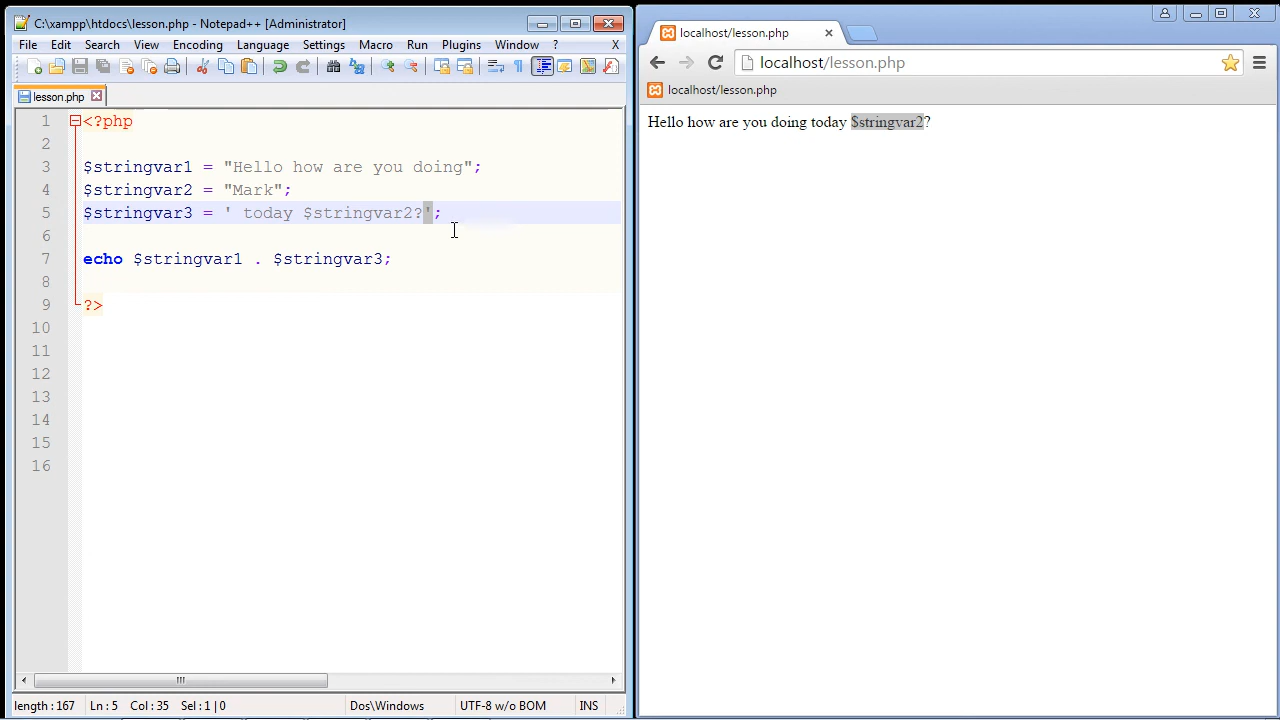 C:\xampp\htdocs\lesson.php - Notepad++ [Administrator]
File Edit Search View Encoding Language Settings Macro Run Plugins Window ? X
lesson.php
1 <?php
2
3 $stringvar1 = "Hello how are you doing";
4 $stringvar2 = "Mark";
5 $stringvar3 = ' today $stringvar2?';
6
7 echo $stringvar1 . $stringvar3;
8
9 ?>
10
11
12
13
14
15
16
length : 167 Ln : 5 Col : 35 Sel : 1 | 0 Dos\Windows UTF-8 w/o BOM INS
localhost/lesson.php
localhost/lesson.php
localhost/lesson.php
Hello how are you doing today $stringvar2?